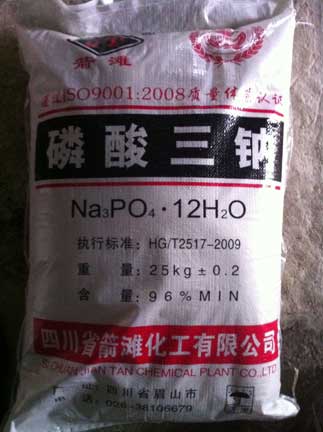 箭滩
通过ISO9001:2008质量体系认证
磷酸三钠
Na₃PO₄·12H₂O
执行标准: HG/T2517-2009
重 量: 25kg±0.2
含 量: 96%MIN
四川省箭滩化工有限公司
SICHUAN JIAN TAN CHEMICAL PLANT CO.,LTD
四川省眉山市
028-38106679